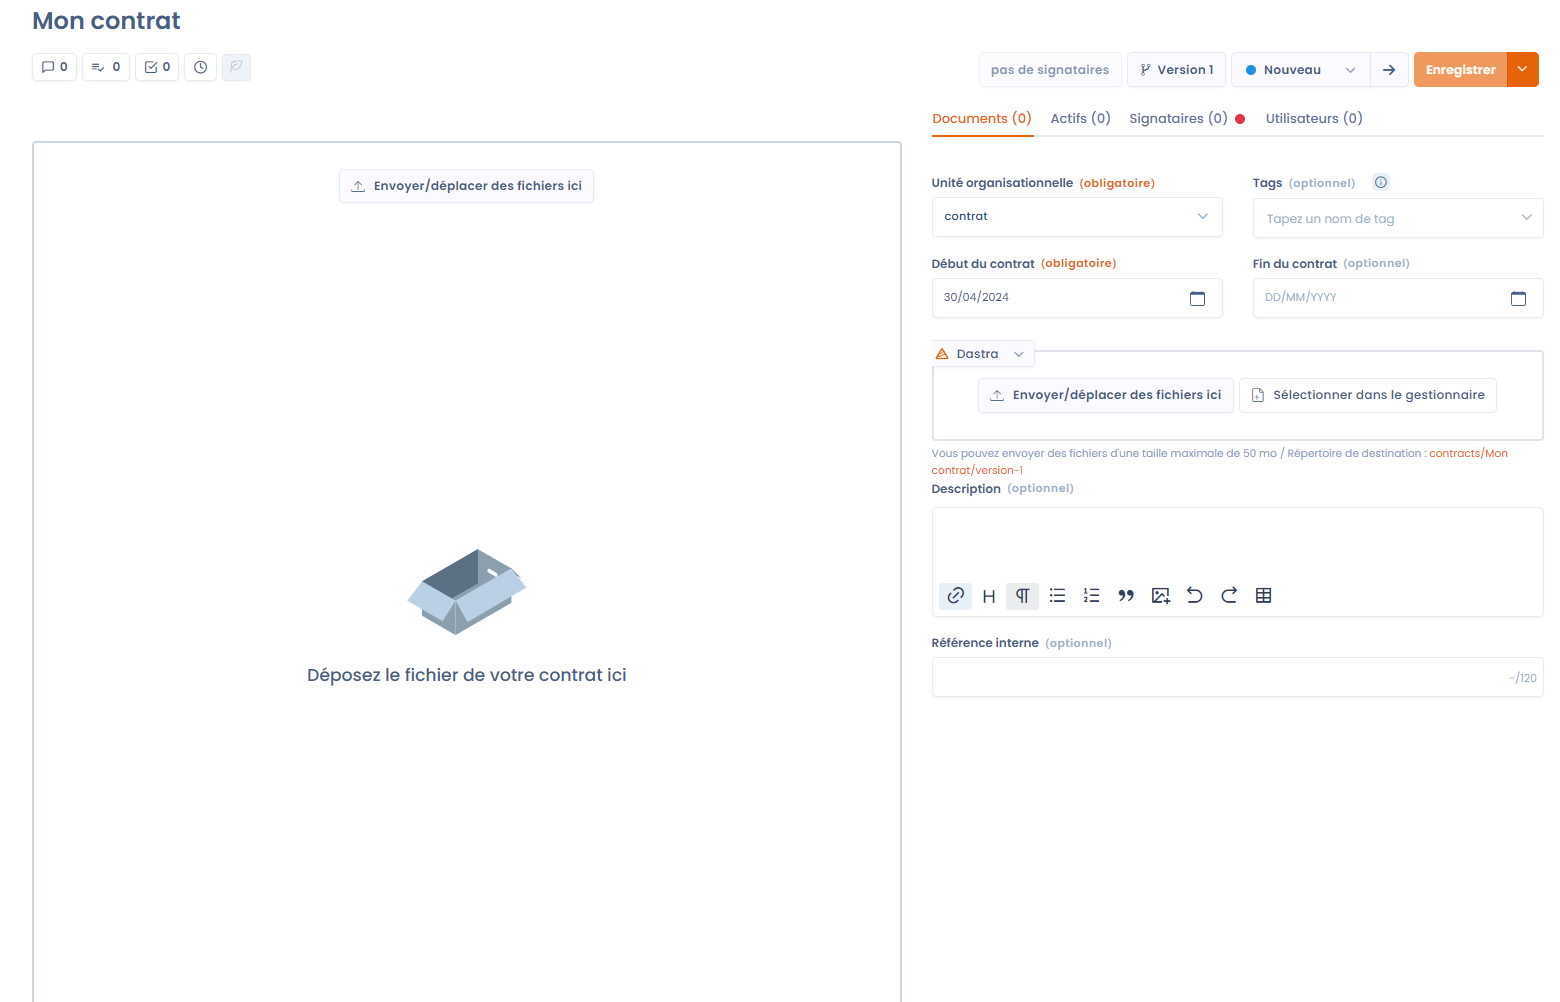 Mon contrat
0 0 0
pas de signataires Version 1 Nouveau Enregistrer
Documents (0) Actifs (0) Signataires (0) Utilisateurs (0)
Envoyer/déplacer des fichiers ici
Déposez le fichier de votre contrat ici
Unité organisationnelle (obligatoire) Tags (optionnel)
contrat Tapez un nom de tag
Début du contrat (obligatoire) Fin du contrat (optionnel)
30/04/2024 DD/MM/YYYY
Dastra
Envoyer/déplacer des fichiers ici Sélectionner dans le gestionnaire
Vous pouvez envoyer des fichiers d'une taille maximale de 50 mo / Répertoire de destination : contracts/Mon
contrat/version-1
Description (optionnel)
H
Référence interne (optionnel)
-/120